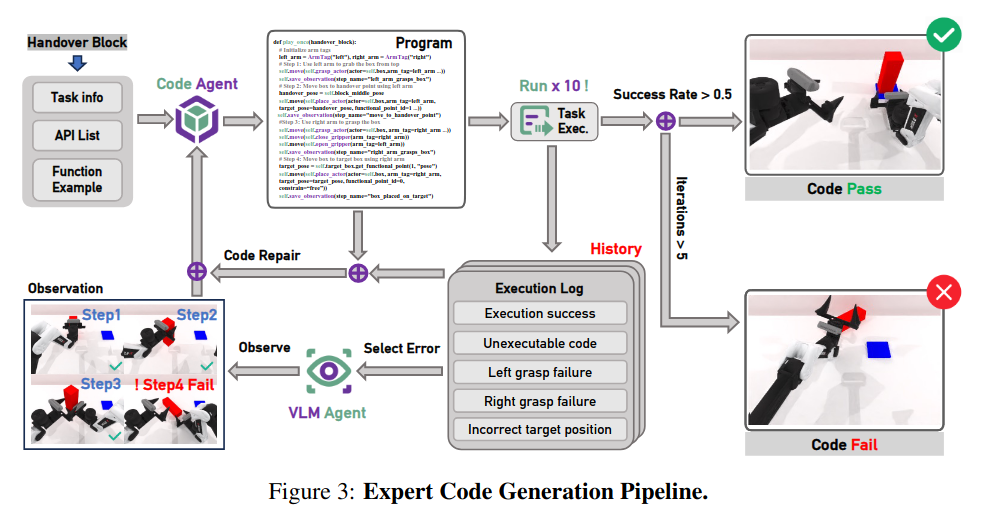 Handover Block
Task info
API List
Function
Example
Code Agent
Program
def play_once(handover_block):
# Initialize arm tags
left_arm = ArmTag("left"), right_arm = ArmTag("right")
# Step 1: Use left arm to grab the box from top
self.move(self.grasp_actor(actor=self.box,arm_tag=left_arm ...))
self.save_observation(step_name="left_arm_grasps_box")
# Step 2: Move box to handover point using left arm
handover_pose = self.block_middle_pose
self.move(self.place_actor(actor=self.box,arm_tag=left_arm,
target_pose=handover_pose, functional_point_id=1 ...))
self.save_observation(step_name="move_to_handover_point")
#Step 3: Use right arm to grasp the box
self.move(self.grasp_actor(actor=self.box, arm_tag=right_arm ...))
self.move(self.close_gripper(arm_tag=right_arm))
self.move(self.open_gripper(arm_tag=left_arm))
self.save_observation(step_name="right_arm_grasps_box")
# Step 4: Move box to target box using right arm
target_pose = self.target_box.get_functional_point(1, "pose")
self.move(self.place_actor(actor=self.box, arm_tag=right_arm,
target_pose=target_pose, functional_point_id=0,
constrain="free"))
self.save_observation(step_name="box_placed_on_target")
Run x 10 !
Task
Exec.
Success Rate > 0.5
Code Pass
Iterations > 5
Code Repair
History
Execution Log
Execution success
Unexecutable code
Left grasp failure
Right grasp failure
Incorrect target position
Select Error
VLM Agent
Observe
Observation
Step1
Step2
Step3
! Step4 Fail
Code Fail
Figure 3: Expert Code Generation Pipeline.